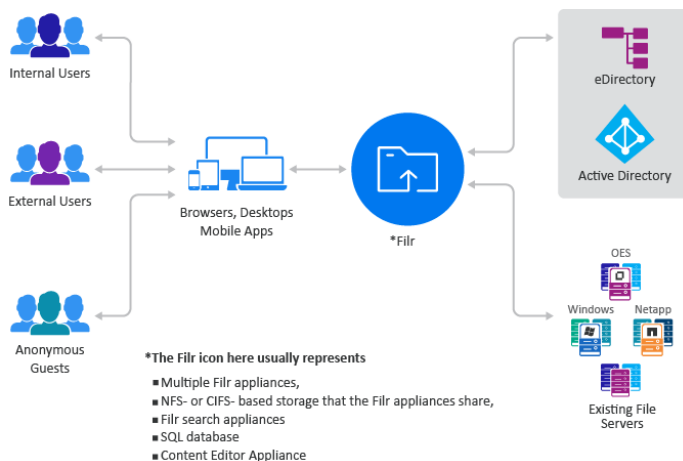 Internal Users
External Users
Anonymous
Guests
Browsers, Desktops
Mobile Apps
*Filr
eDirectory
Active Directory
OES
Windows
Netapp
Existing File
Servers
*The Filr icon here usually represents
■ Multiple Filr appliances,
■ NFS- or CIFS- based storage that the Filr appliances share,
■ Filr search appliances
■ SQL database
■ Content Editor Appliance